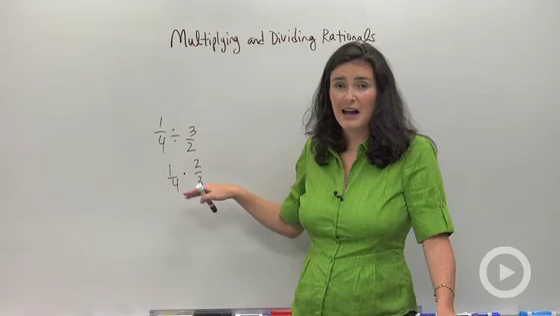 Multiplying and Dividing Rationals
1/4 ÷ 3/2
1/4 · 2/3